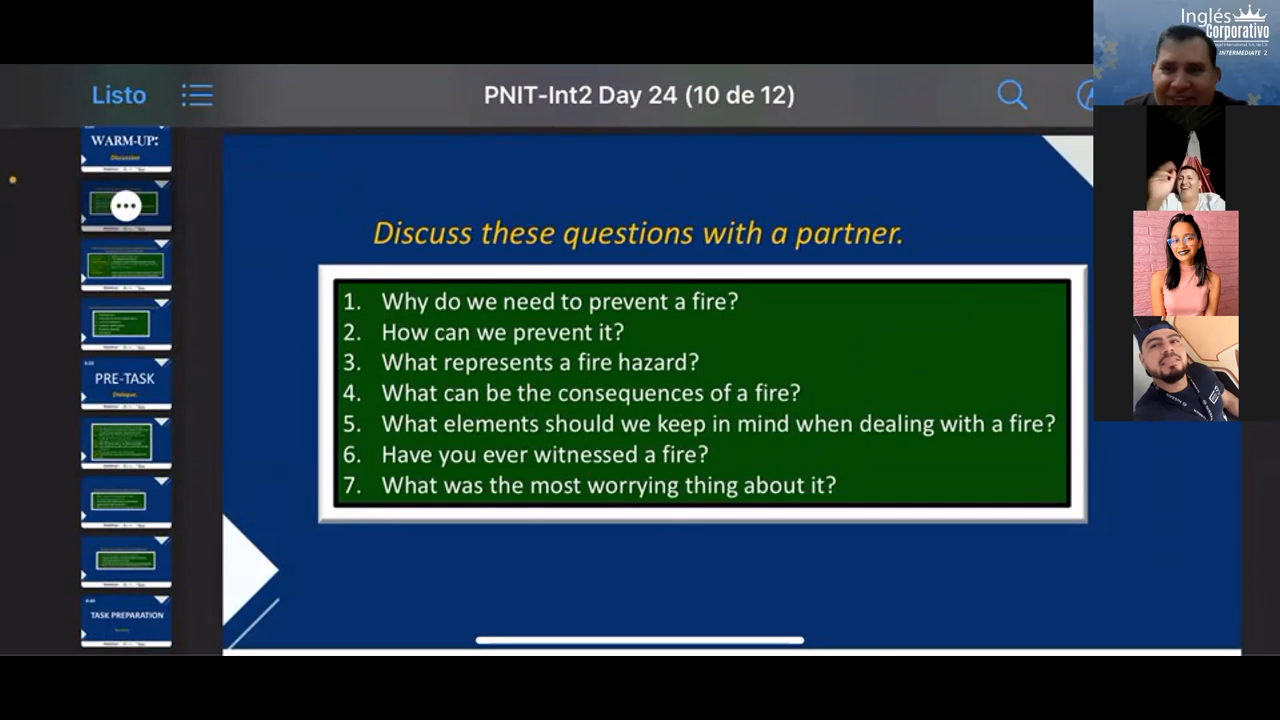 Inglés
Corporativo
INTERMEDIATE 2
Listo
PNIT-Int2 Day 24 (10 de 12)
WARM-UP:
Discussion
Discuss these questions with a partner.
1. Why do we need to prevent a fire?
2. How can we prevent it?
3. What represents a fire hazard?
4. What can be the consequences of a fire?
5. What elements should we keep in mind when dealing with a fire?
6. Have you ever witnessed a fire?
7. What was the most worrying thing about it?
PRE-TASK
Dialogue.
TASK PREPARATION